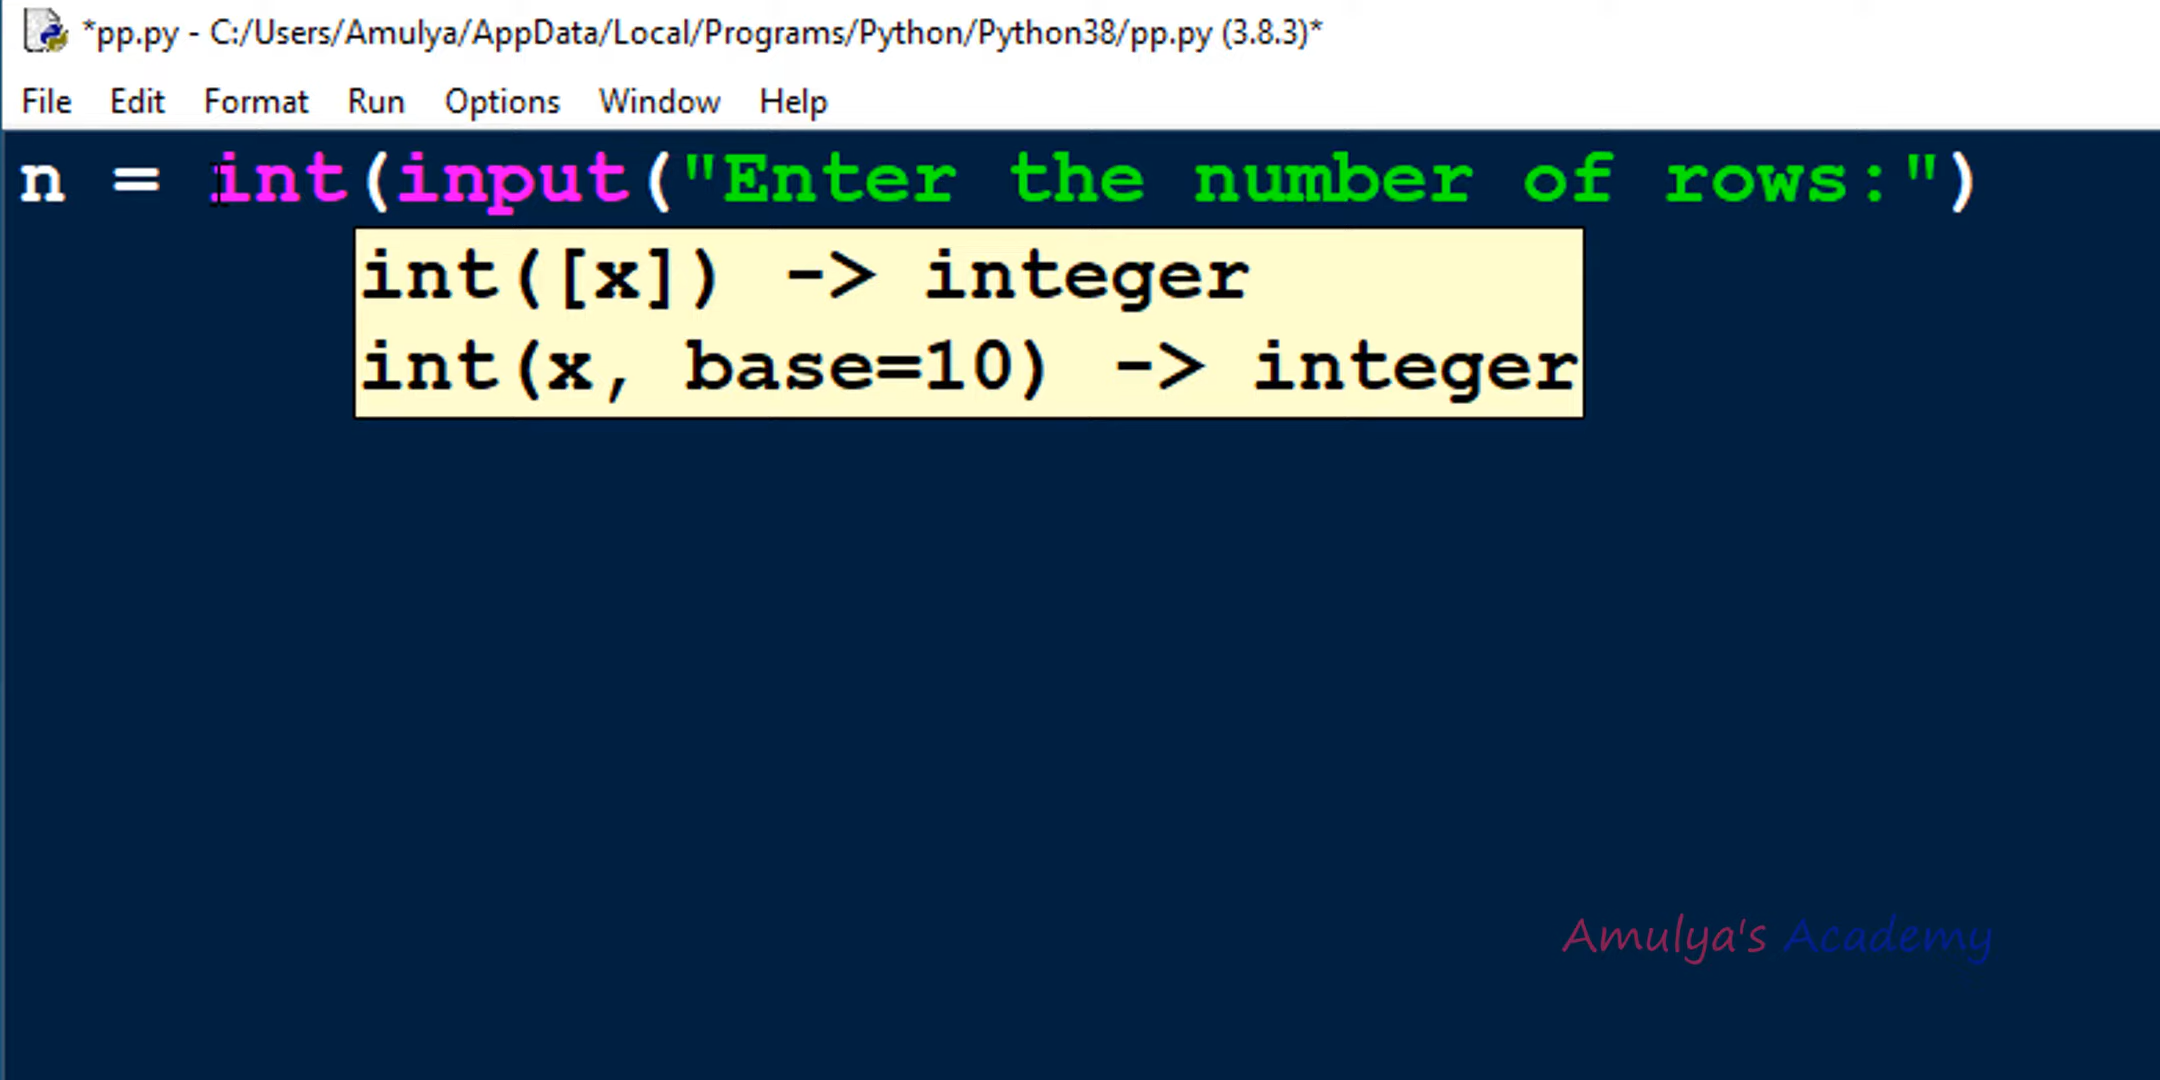 *pp.py - C:/Users/Amulya/AppData/Local/Programs/Python/Python38/pp.py (3.8.3)*
File Edit Format Run Options Window Help
n = int(input("Enter the number of rows:")
int([x]) -> integer
int(x, base=10) -> integer
Amulya's Academy